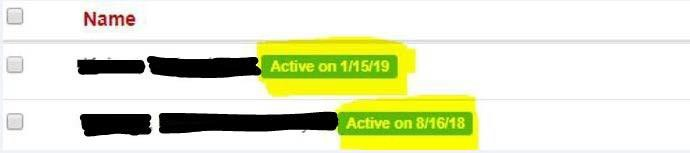 Name
Active on 1/15/19
Active on 8/16/18